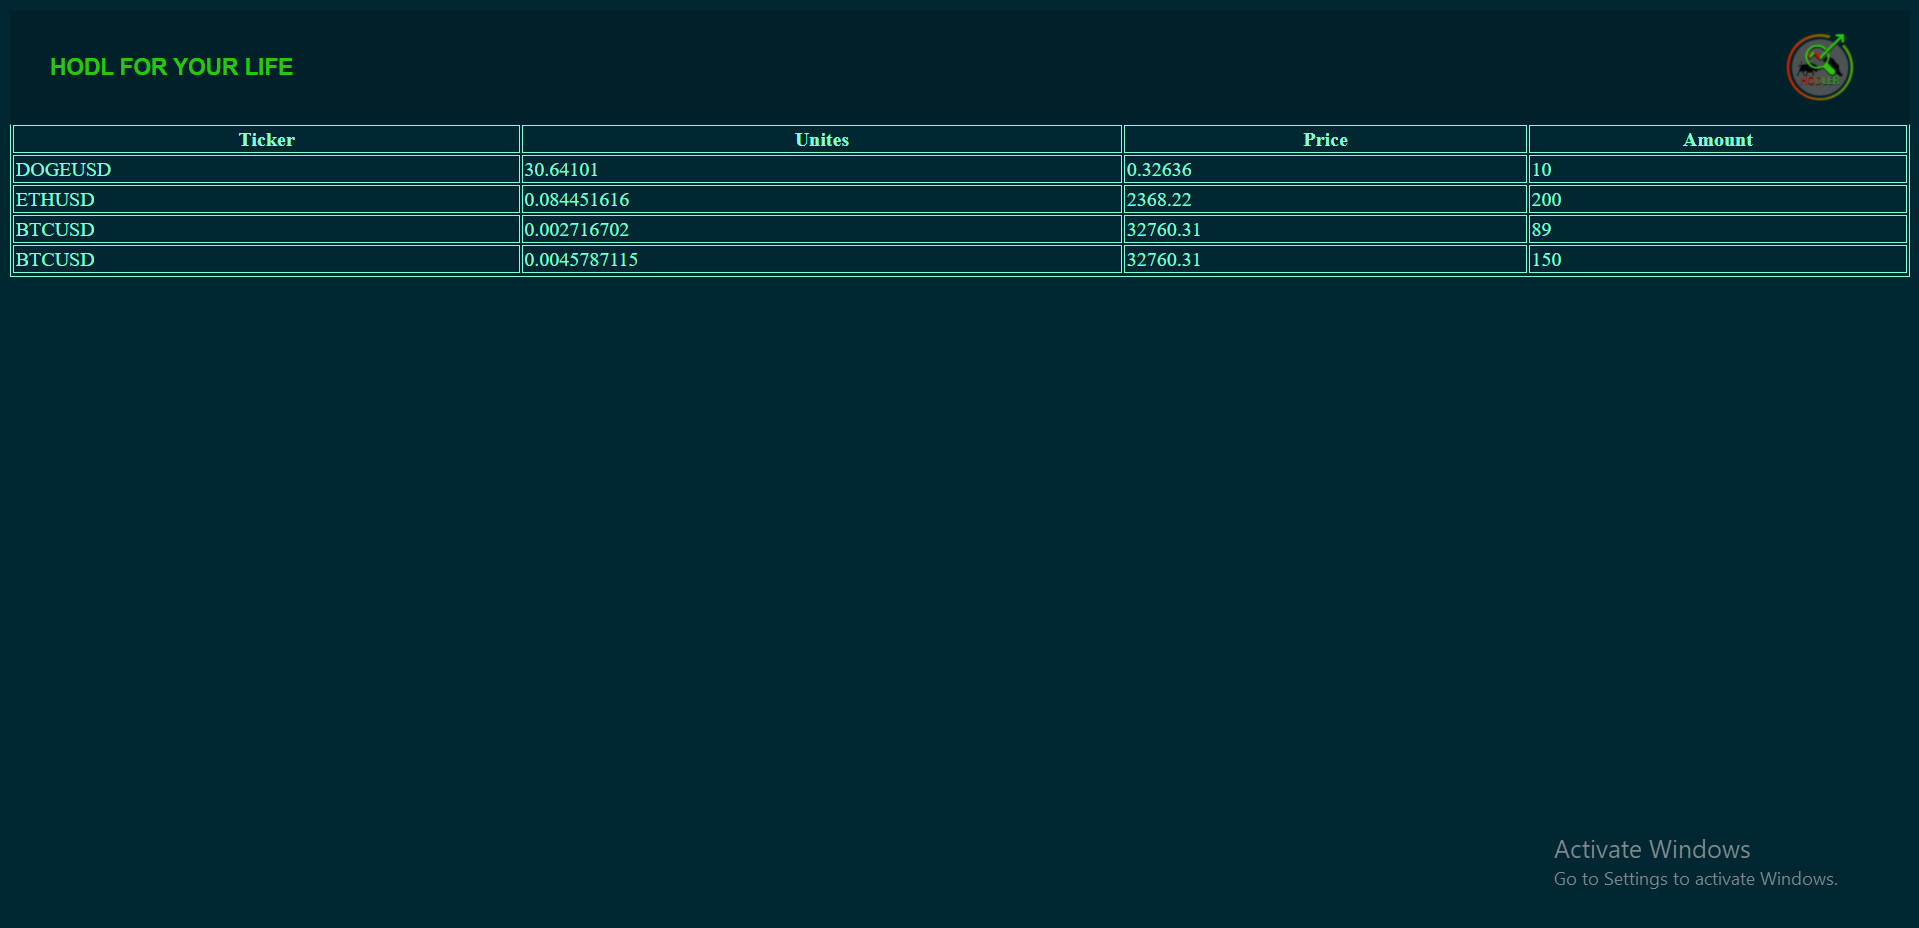 HODL FOR YOUR LIFE
HODLER
Ticker Unites Price Amount
DOGEUSD 30.64101 0.32636 10
ETHUSD 0.084451616 2368.22 200
BTCUSD 0.002716702 32760.31 89
BTCUSD 0.0045787115 32760.31 150
Activate Windows
Go to Settings to activate Windows.